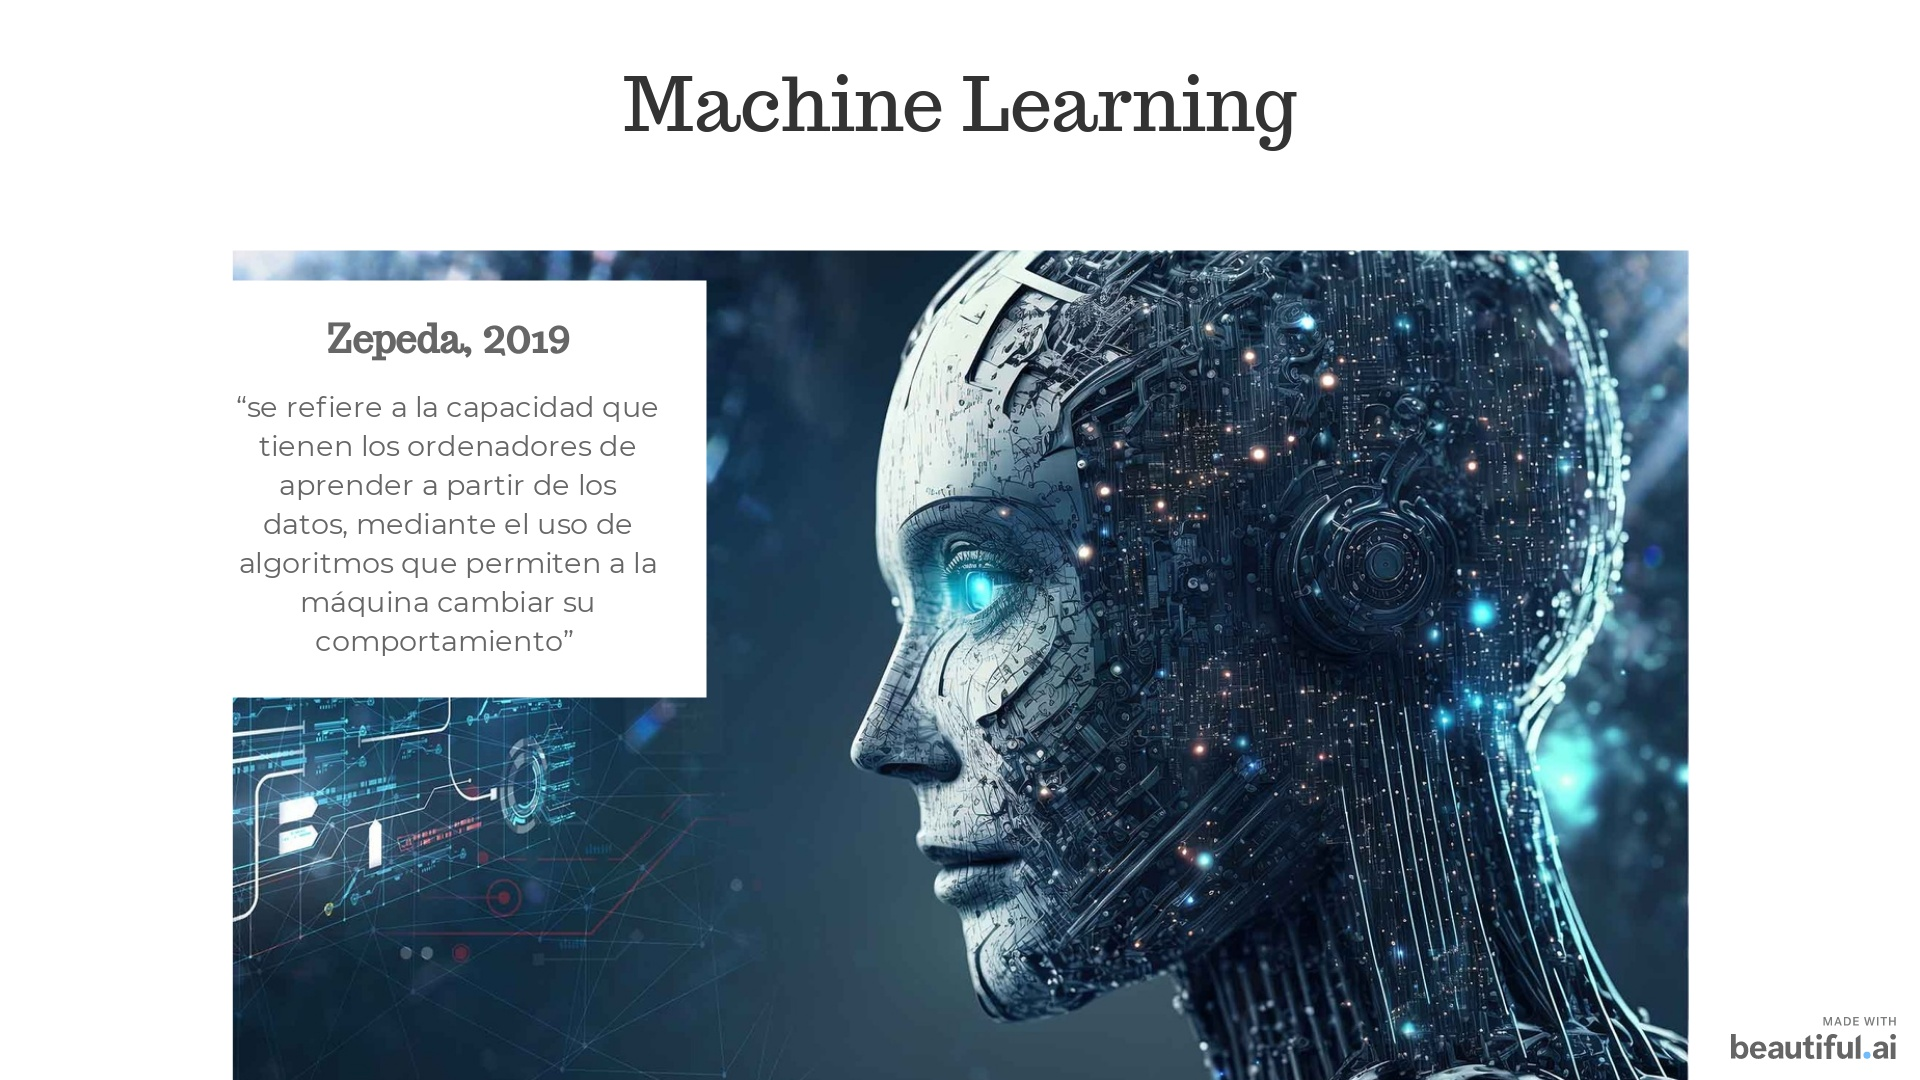 Machine Learning
Zepeda, 2019
“se refiere a la capacidad que
tienen los ordenadores de
aprender a partir de los
datos, mediante el uso de
algoritmos que permiten a la
máquina cambiar su
comportamiento”
MADE WITH
beautiful.ai